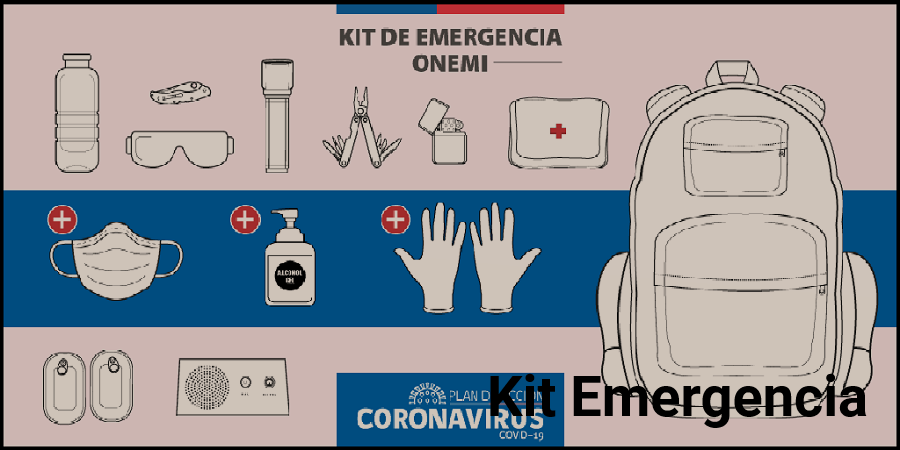 KIT DE EMERGENCIA
ONEMI
ALCOHOL
GEL
PLAN DE ACCIÓN
CORONAVIRUS
COVID-19
Kit Emergencia